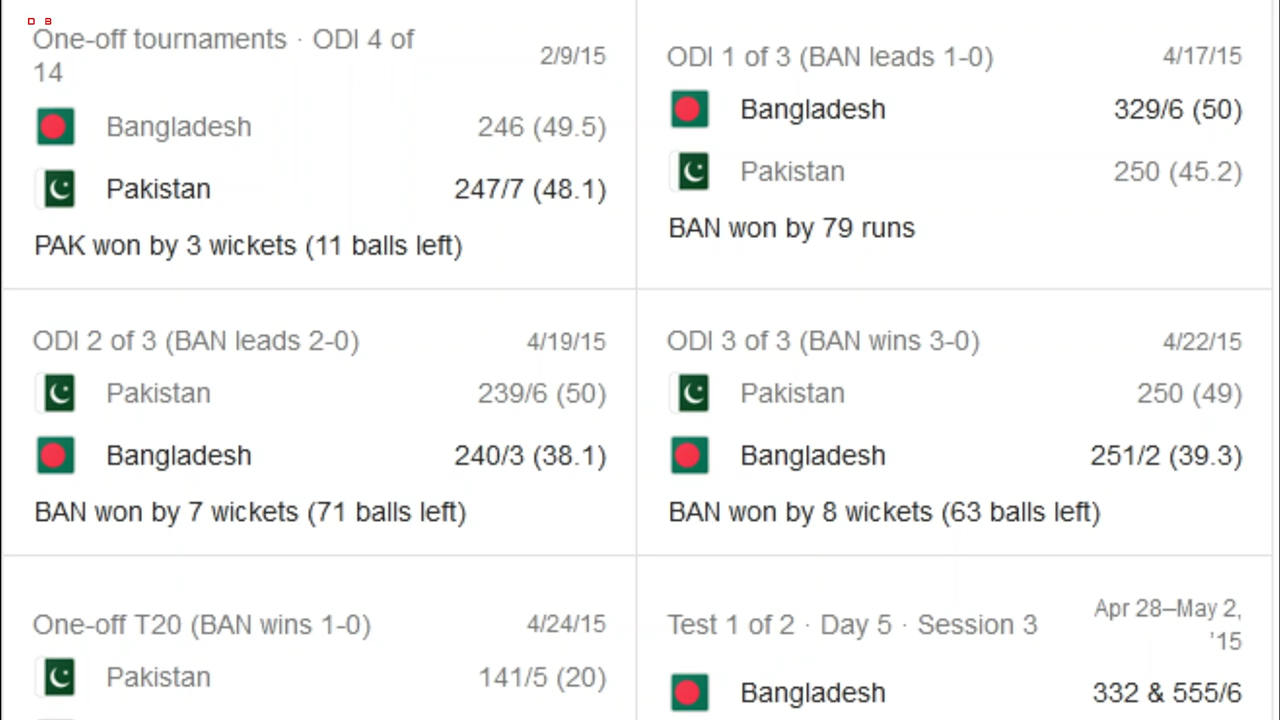 D B
One-off tournaments · ODI 4 of
14
2/9/15
Bangladesh 246 (49.5)
Pakistan 247/7 (48.1)
PAK won by 3 wickets (11 balls left)
ODI 1 of 3 (BAN leads 1-0) 4/17/15
Bangladesh 329/6 (50)
Pakistan 250 (45.2)
BAN won by 79 runs
ODI 2 of 3 (BAN leads 2-0) 4/19/15
Pakistan 239/6 (50)
Bangladesh 240/3 (38.1)
BAN won by 7 wickets (71 balls left)
ODI 3 of 3 (BAN wins 3-0) 4/22/15
Pakistan 250 (49)
Bangladesh 251/2 (39.3)
BAN won by 8 wickets (63 balls left)
One-off T20 (BAN wins 1-0) 4/24/15
Pakistan 141/5 (20)
Test 1 of 2 · Day 5 · Session 3
Apr 28–May 2,
'15
Bangladesh 332 & 555/6